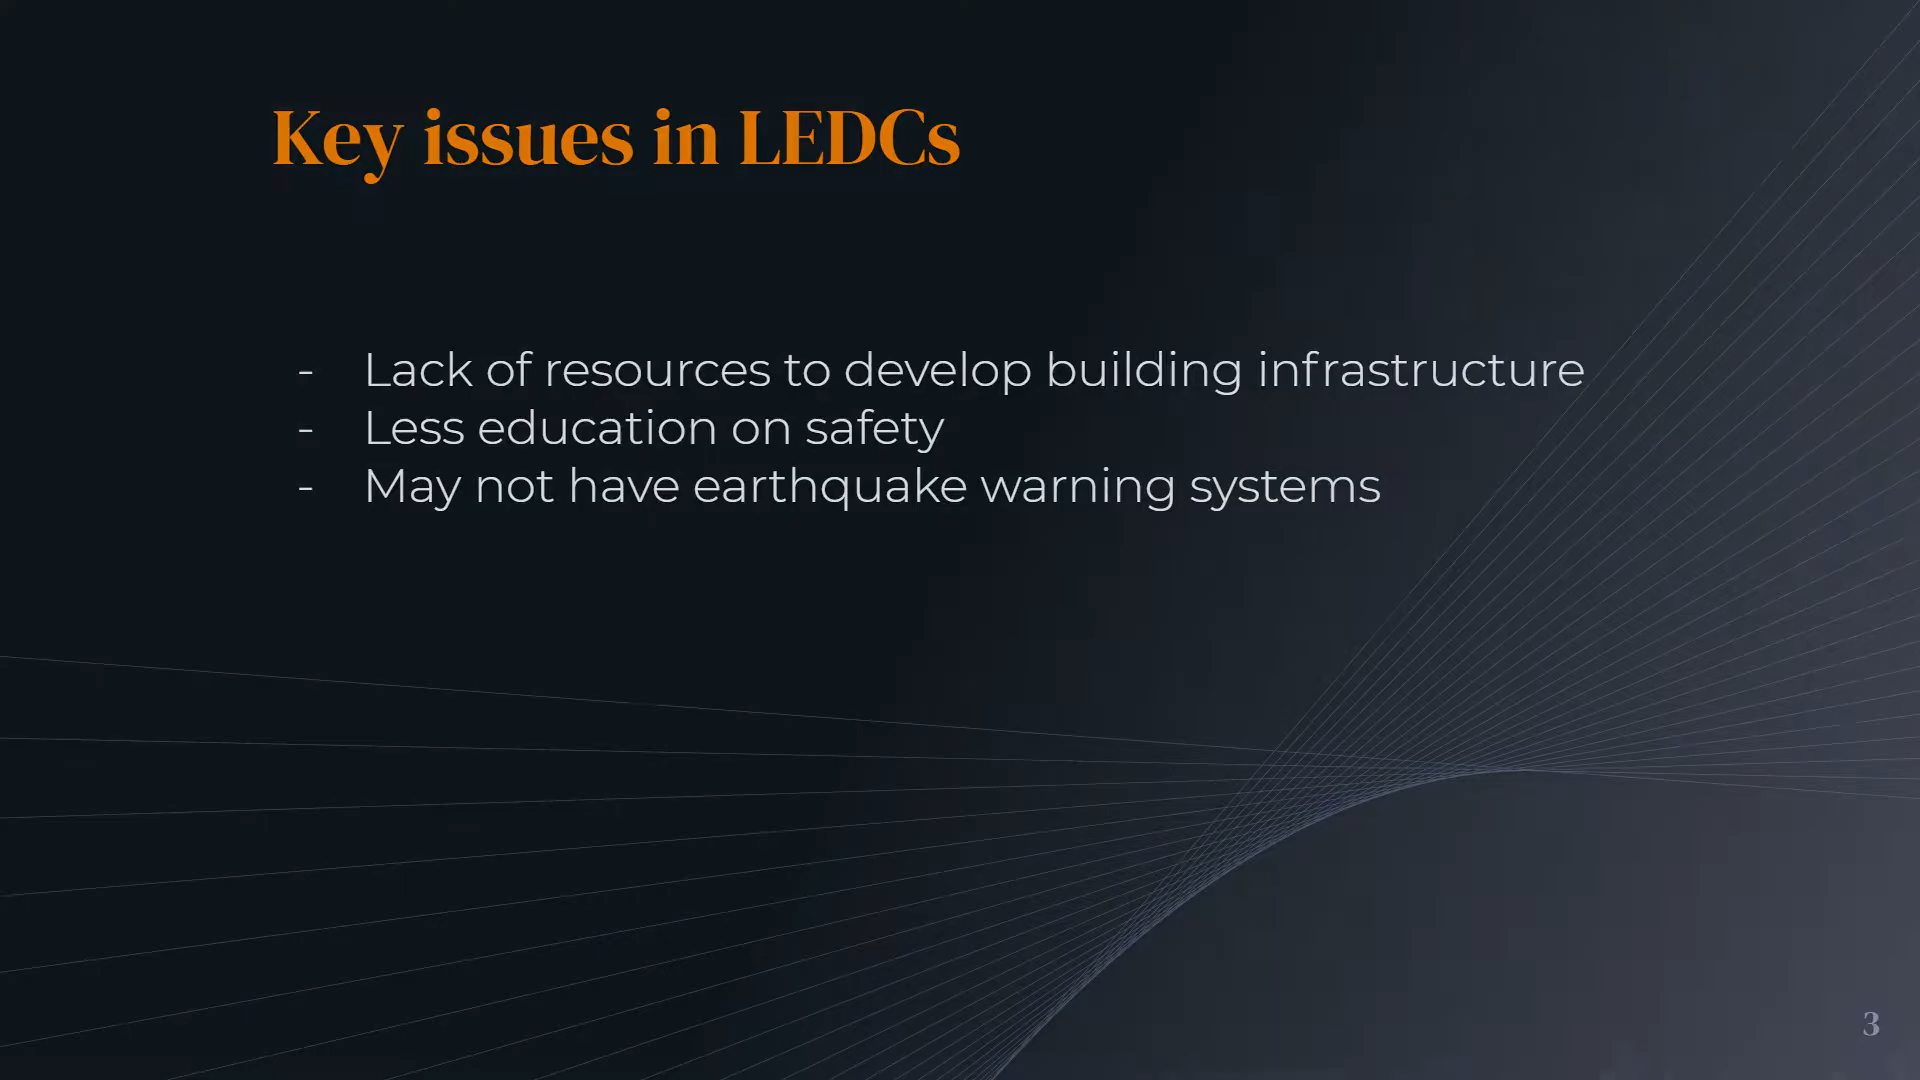 Key issues in LEDCs
- Lack of resources to develop building infrastructure
- Less education on safety
- May not have earthquake warning systems
3